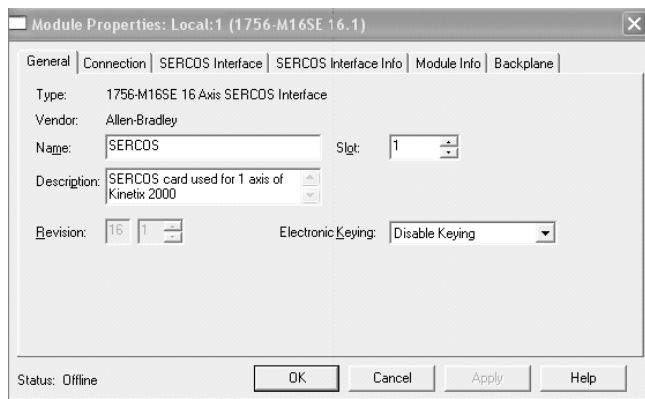 Module Properties: Local:1 (1756-M16SE 16.1)
General Connection SERCOS Interface SERCOS Interface Info Module Info Backplane
Type: 1756-M16SE 16 Axis SERCOS Interface
Vendor: Allen-Bradley
Name: SERCOS Slot: 1
Description: SERCOS card used for 1 axis of
Kinetix 2000
Revision: 16 1 Electronic Keying: Disable Keying
Status: Offline OK Cancel Apply Help